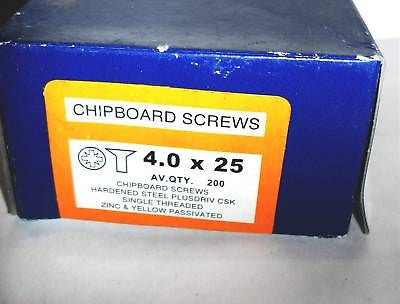 CHIPBOARD SCREWS
4.0 x 25
AV.QTY. 200
CHIPBOARD SCREWS
HARDENED STEEL PLUSDRIV CSK
SINGLE THREADED
ZINC & YELLOW PASSIVATED